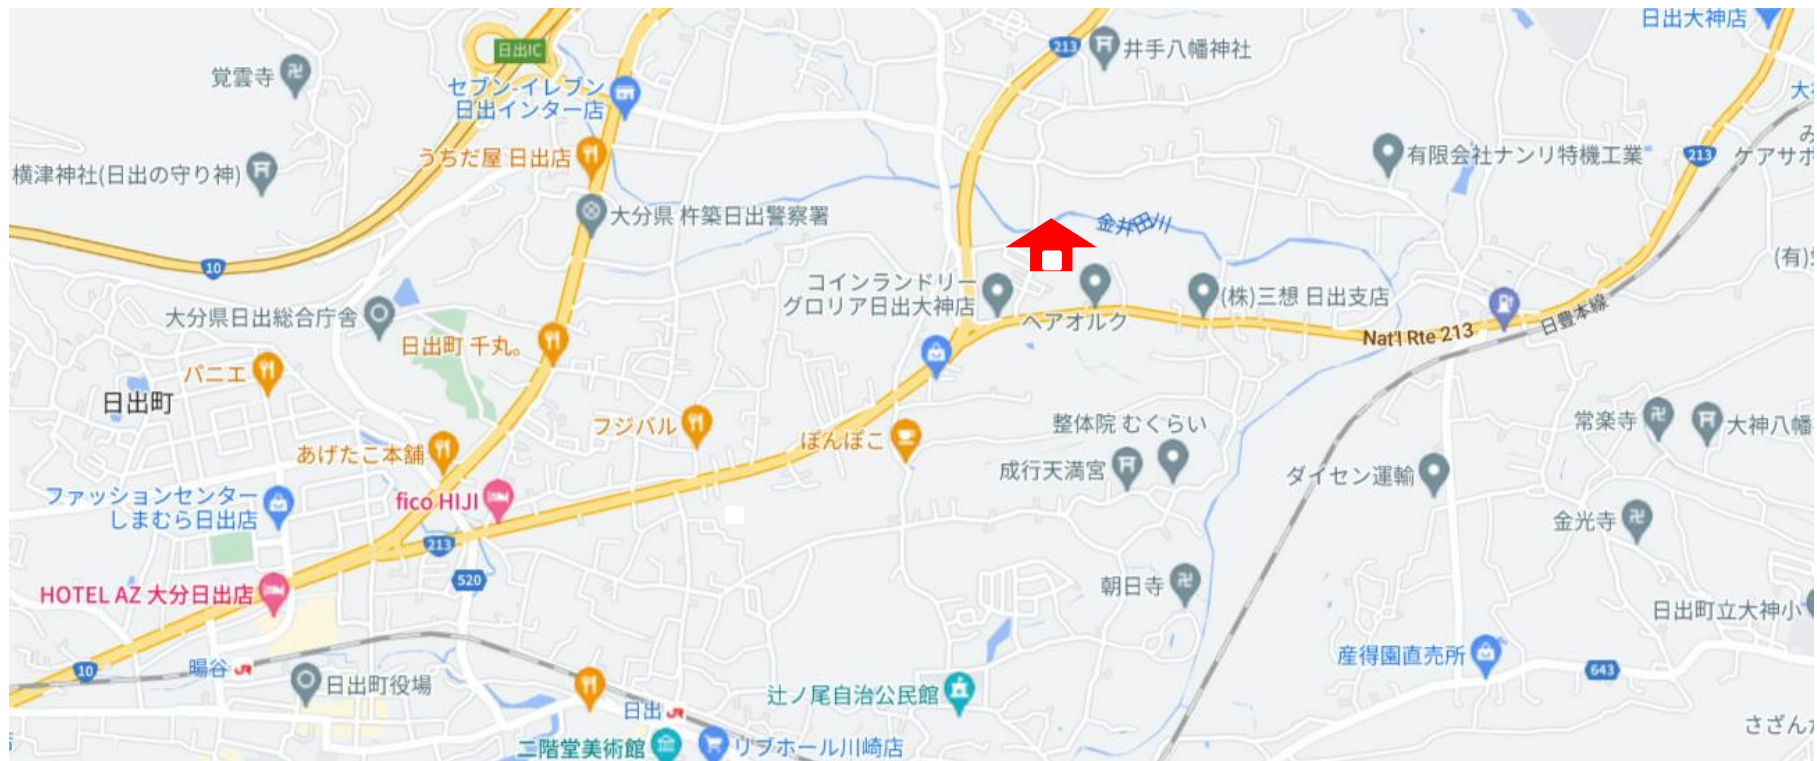 日出大神店
213
井手八幡神社
日出IC
覚雲寺
セブン-イレブン
日出インター店
うちだ屋 日出店
有限会社ナンリ特機工業
213
ケアサポ
横津神社(日出の守り神)
大分県 杵築日出警察署
金井田川
10
コインランドリー
グロリア日出大神店
(株)三想 日出支店
大分県日出総合庁舎
ヘアオルク
日豊本線
Nat'l Rte 213
日出町 千丸。
パニエ
日出町
フジバル
整体院 むくらい
常楽寺
大神八幡
ぽんぽこ
あげたこ本舗
成行天満宮
ダイセン運輸
ファッションセンター
しまむら日出店
fico HIJI
金光寺
213
520
HOTEL AZ 大分日出店
朝日寺
日出町立大神小
産得園直売所
643
10
暘谷
JR
日出町役場
辻ノ尾自治公民館
日出
JR
さざん
二階堂美術館
リブホール川崎店